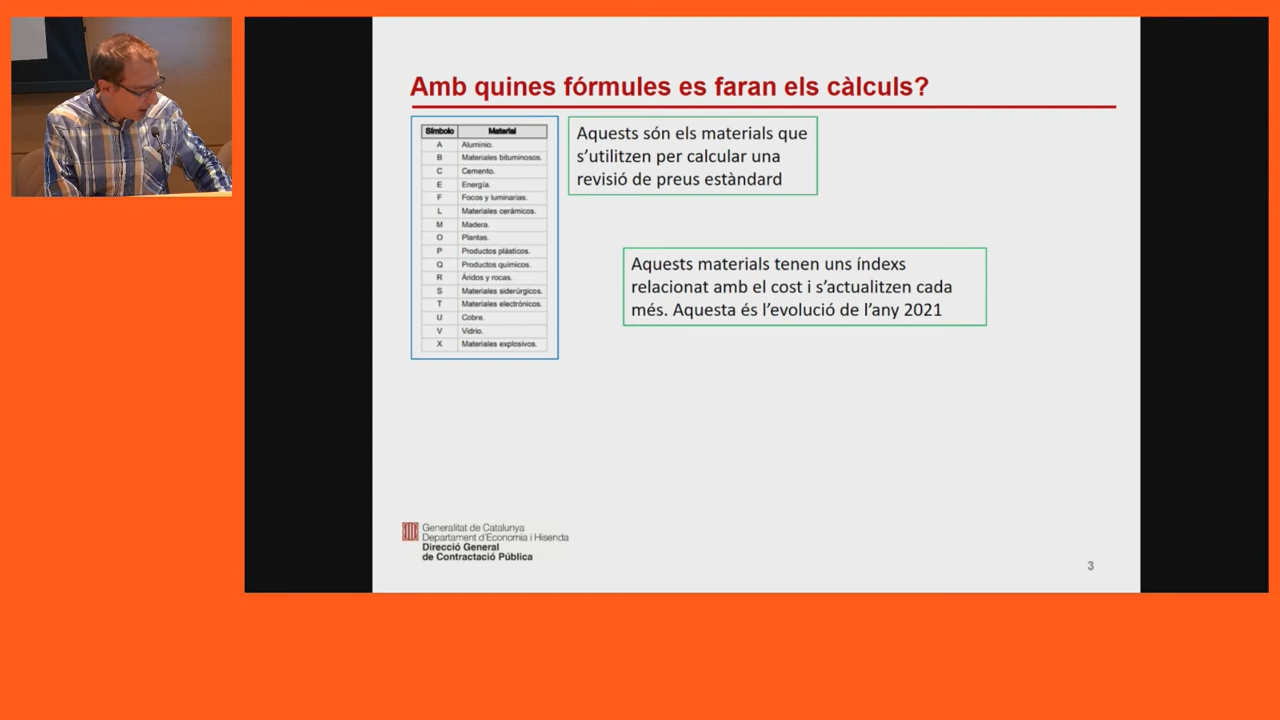 Amb quines fórmules es faran els càlculs?
Símbolo Material
A Aluminio.
B Materiales bituminosos.
C Cemento.
E Energía.
F Focos y luminarias.
L Materiales cerámicos.
M Madera.
O Plantas.
P Productos plásticos.
Q Productos químicos.
R Áridos y rocas.
S Materiales siderúrgicos.
T Materiales electrónicos.
U Cobre.
V Vidrio.
X Materiales explosivos.
Aquests són els materials que
s’utilitzen per calcular una
revisió de preus estàndard
Aquests materials tenen uns índexs
relacionat amb el cost i s’actualitzen cada
més. Aquesta és l’evolució de l’any 2021
Generalitat de Catalunya
Departament d'Economia i Hisenda
Direcció General
de Contractació Pública
3